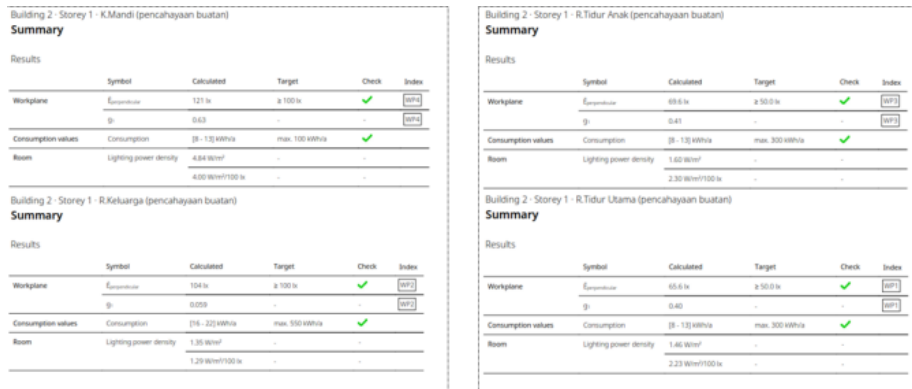 Building 2 · Storey 1 · K.Mandi (pencahayaan buatan)
Summary
Results
Symbol Calculated Target Check Index
Workplane Ēperpendicular 121 lx ≥ 100 lx WP4
g₁ 0.63 - - WP4
Consumption values Consumption [8 - 13] kWh/a max. 100 kWh/a
Room Lighting power density 4.84 W/m² - -
4.00 W/m²/100 lx - -
Building 2 · Storey 1 · R.Keluarga (pencahayaan buatan)
Summary
Results
Symbol Calculated Target Check Index
Workplane Ēperpendicular 104 lx ≥ 100 lx WP2
g₁ 0.059 - - WP2
Consumption values Consumption [16 - 22] kWh/a max. 550 kWh/a
Room Lighting power density 1.35 W/m² - -
1.29 W/m²/100 lx - -
Building 2 · Storey 1 · R.Tidur Anak (pencahayaan buatan)
Summary
Results
Symbol Calculated Target Check Index
Workplane Ēperpendicular 69.6 lx ≥ 50.0 lx WP3
g₁ 0.41 - - WP3
Consumption values Consumption [8 - 13] kWh/a max. 300 kWh/a
Room Lighting power density 1.60 W/m² - -
2.30 W/m²/100 lx - -
Building 2 · Storey 1 · R.Tidur Utama (pencahayaan buatan)
Summary
Results
Symbol Calculated Target Check Index
Workplane Ēperpendicular 65.6 lx ≥ 50.0 lx WP1
g₁ 0.40 - - WP1
Consumption values Consumption [8 - 13] kWh/a max. 300 kWh/a
Room Lighting power density 1.46 W/m² - -
2.23 W/m²/100 lx - -